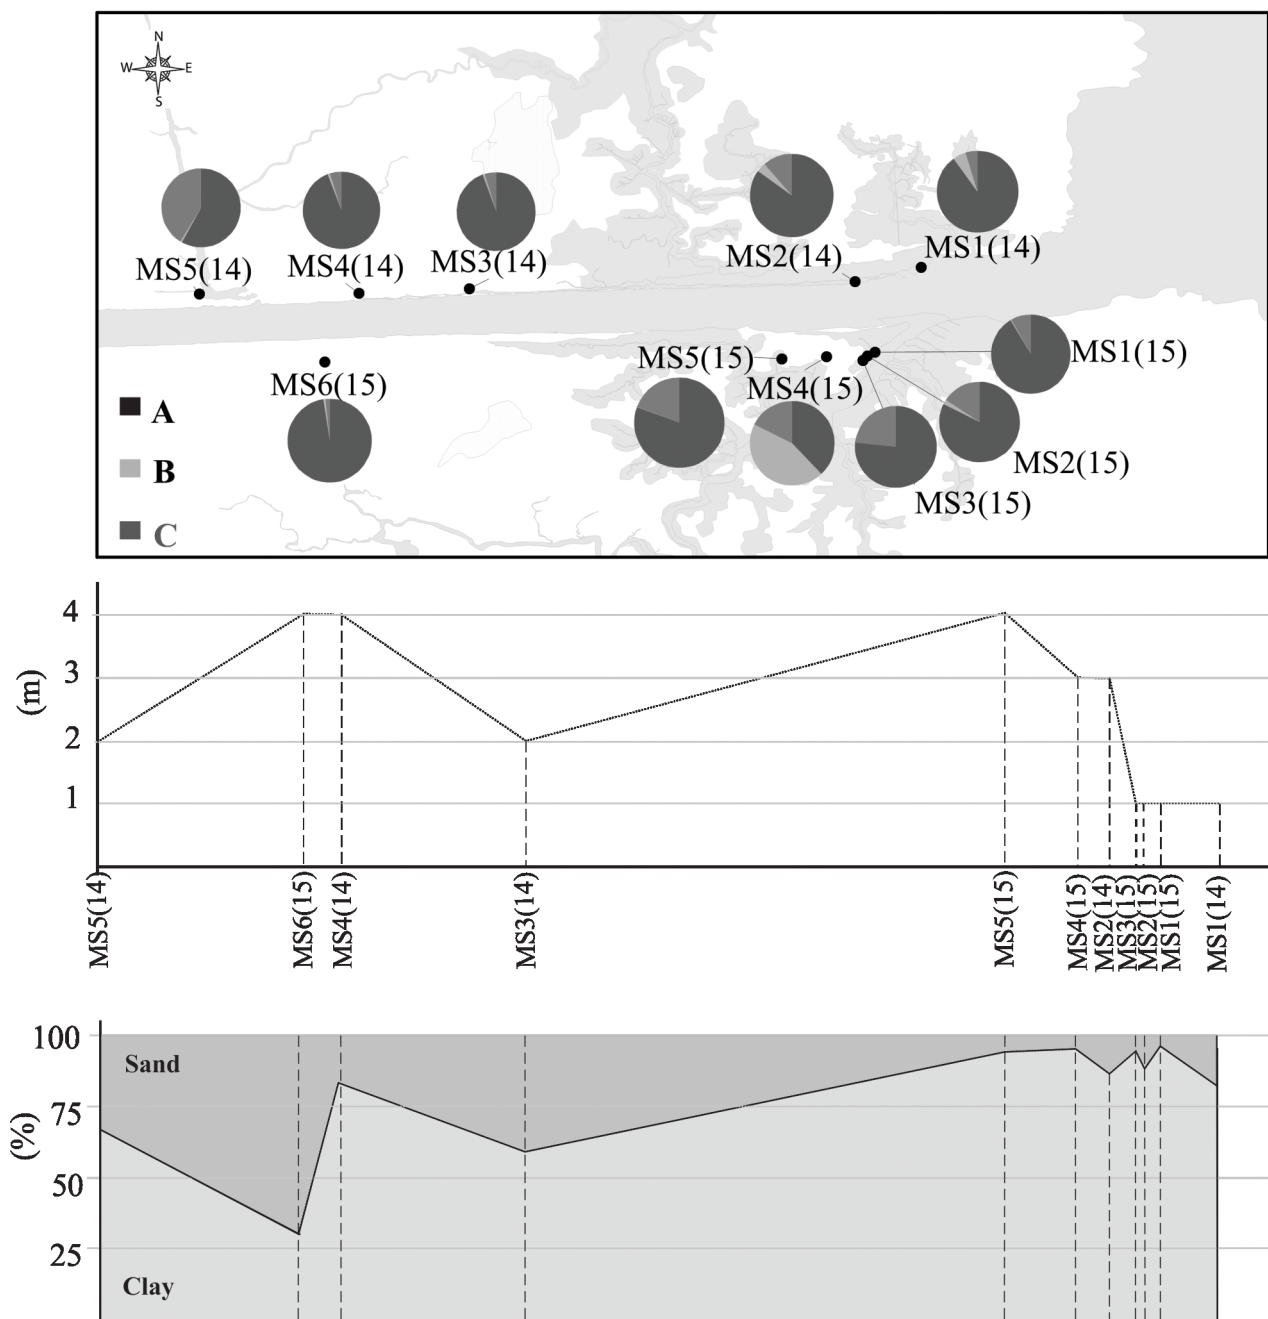 N
W E
S
MS5(14)
MS4(14)
MS3(14)
MS2(14)
MS1(14)
MS6(15)
MS5(15)
MS4(15)
MS1(15)
MS2(15)
MS3(15)
A
B
C
4
3
2
1
(m)
MS5(14)
MS6(15)
MS4(14)
MS3(14)
MS5(15)
MS4(15)
MS2(14)
MS3(15)
MS2(15)
MS1(15)
MS1(14)
100
75
50
25
(%)
Sand
Clay